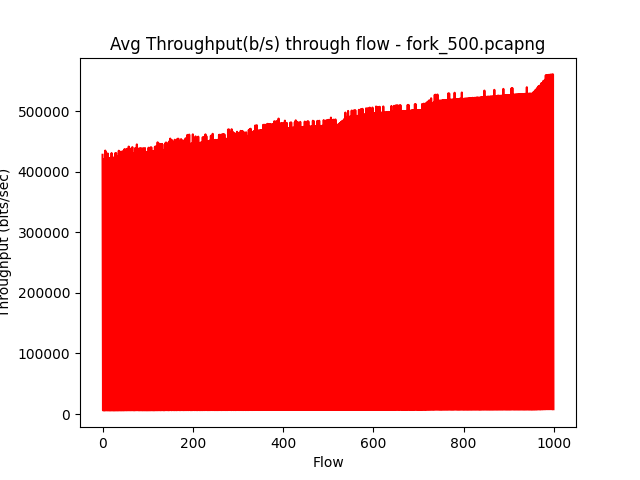 Avg Throughput(b/s) through flow - fork_500.pcapng
Throughput (bits/sec)
500000
400000
300000
200000
100000
0
0 200 400 600 800 1000
Flow